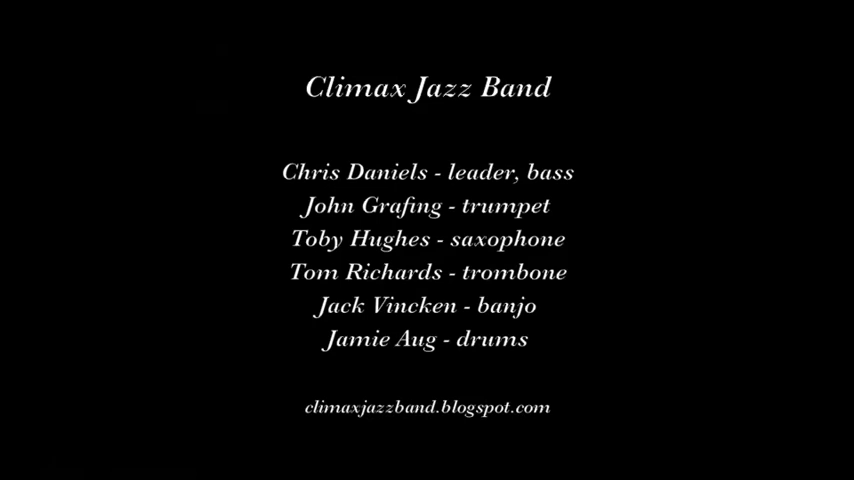 Climax Jazz Band
Chris Daniels - leader, bass
John Grafing - trumpet
Toby Hughes - saxophone
Tom Richards - trombone
Jack Vincken - banjo
Jamie Aug - drums
climaxjazzband.blogspot.com